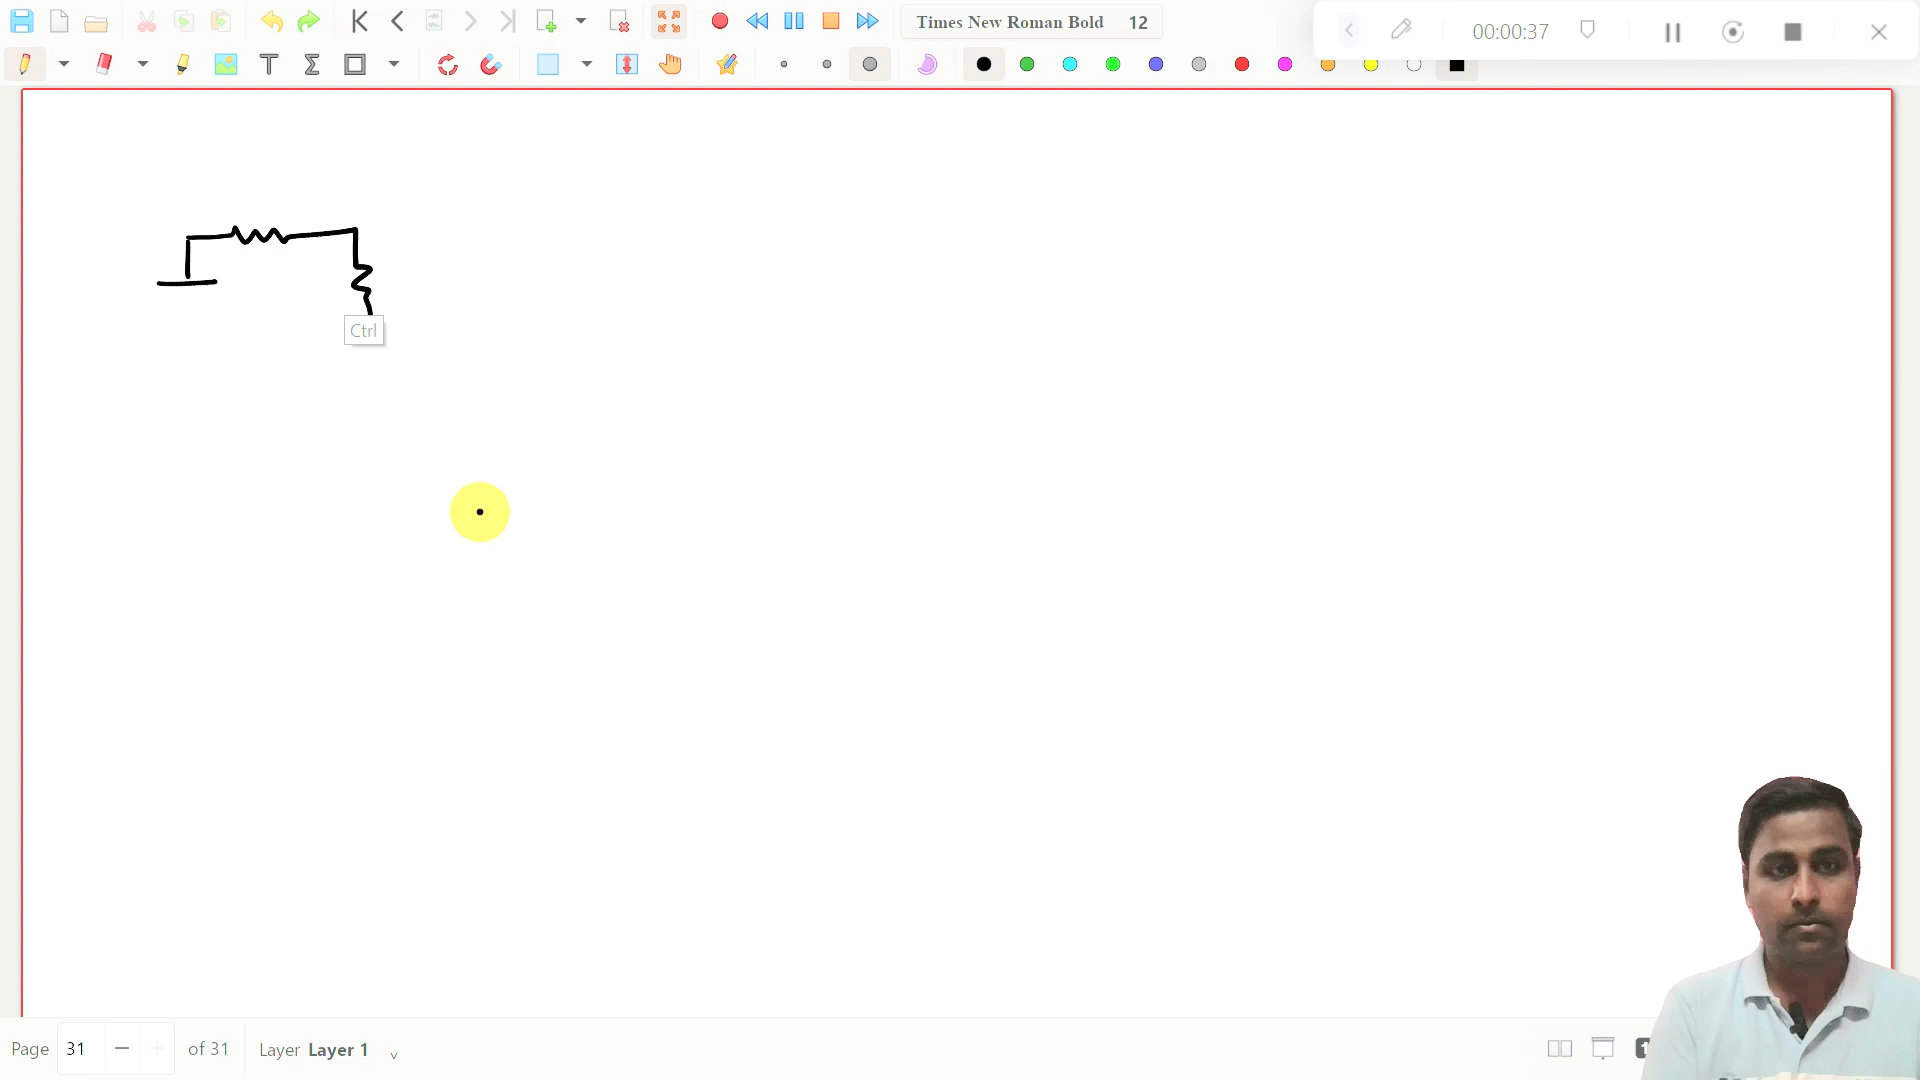 Times New Roman Bold 12
00:00:37
Ctrl
Page 31 of 31 Layer Layer 1